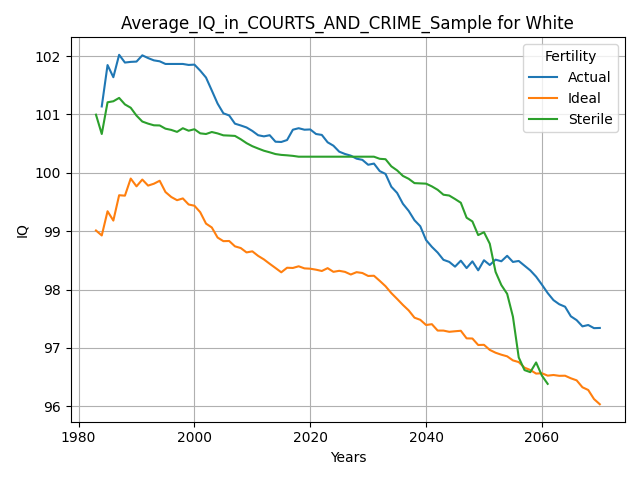 Average_IQ_in_COURTS_AND_CRIME_Sample for White
Fertility
Actual
Ideal
Sterile
IQ
102
101
100
99
98
97
96
1980
2000
2020
2040
2060
Years